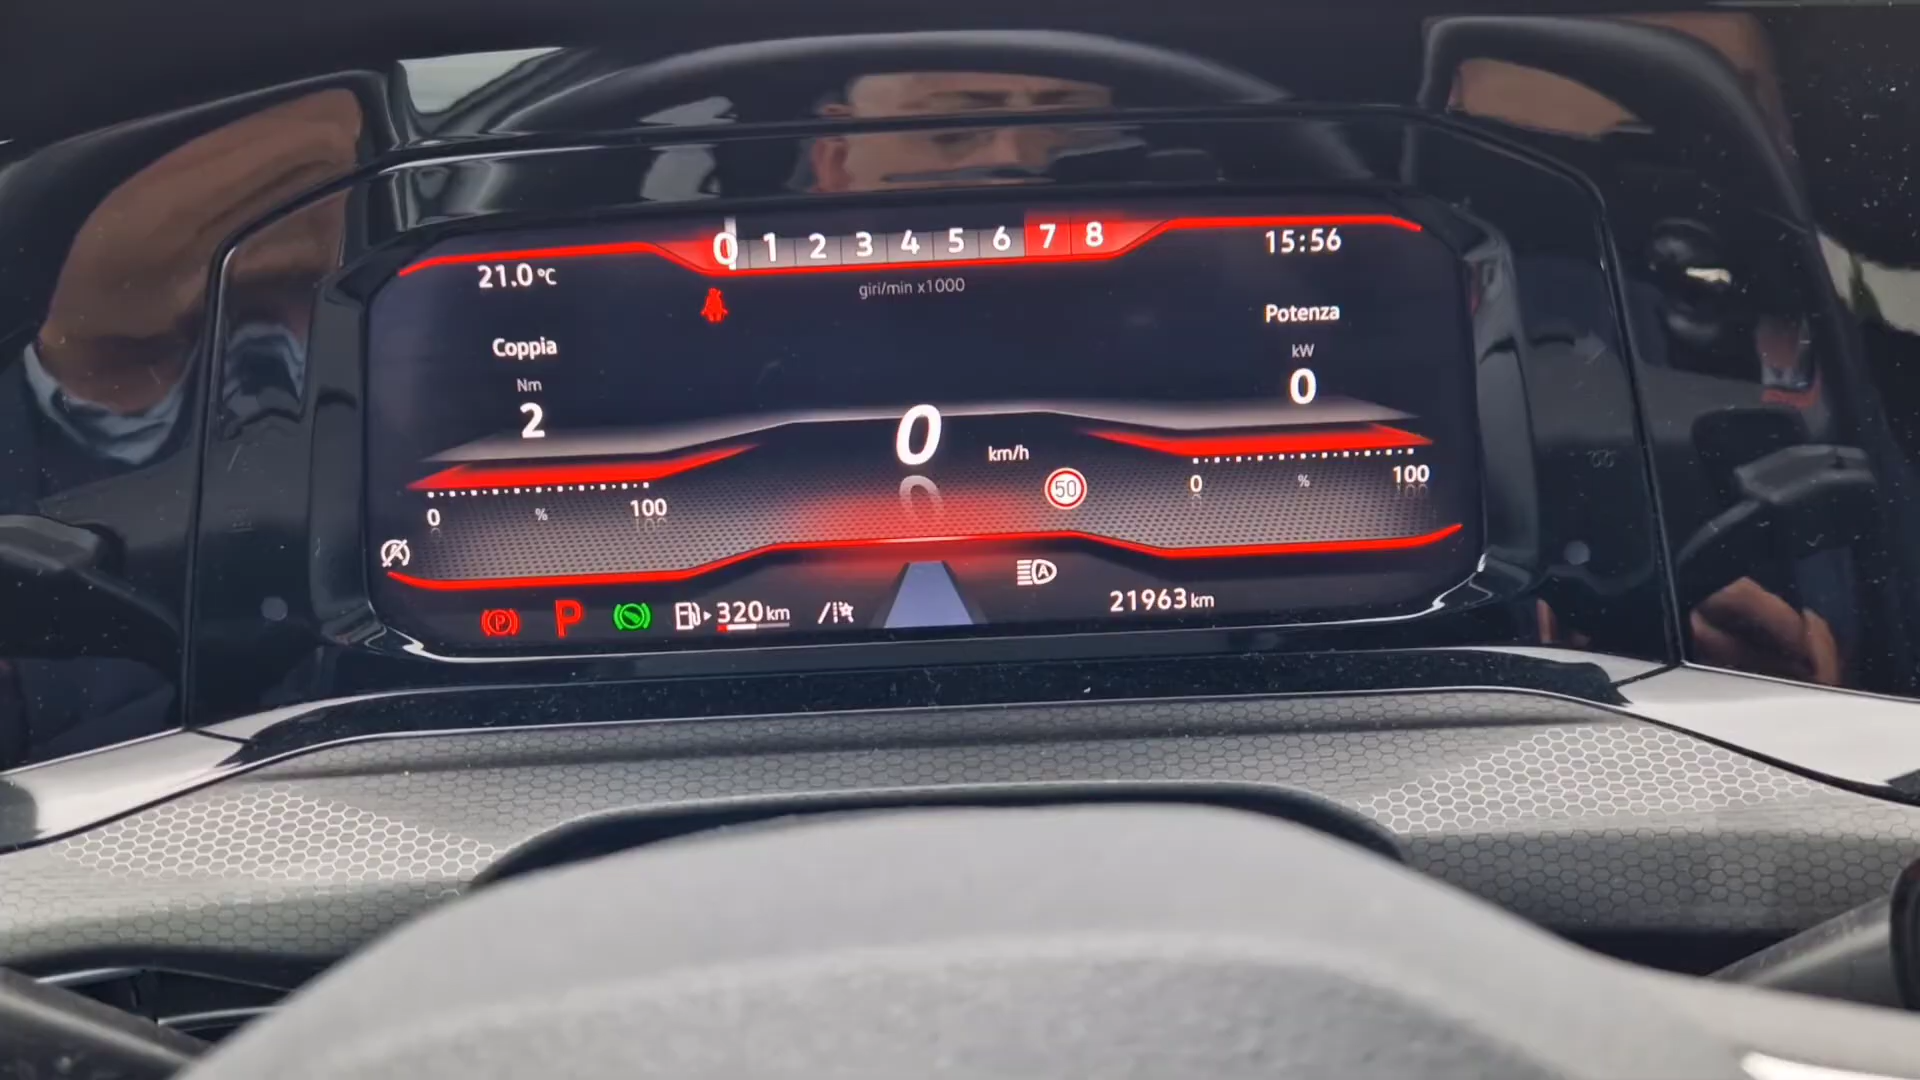 0 1 2 3 4 5 6 7 8
giri/min x1000
21.0 °C
15:56
Coppia
Nm
2
Potenza
kW
0
0
km/h
50
0 % 100
0 % 100
A
P
P
320 km
A
21963 km